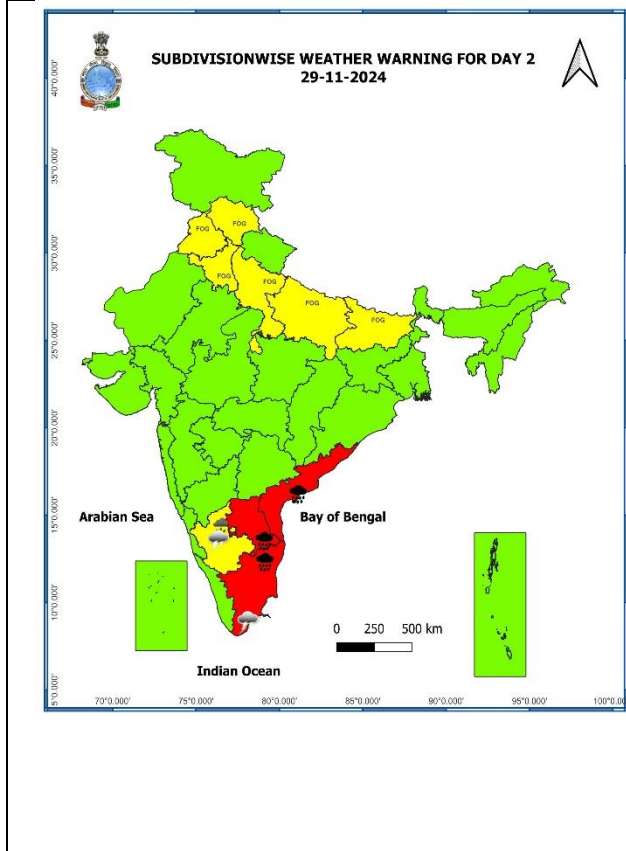 SUBDIVISIONWISE WEATHER WARNING FOR DAY 2
29-11-2024
40°0.000'
35°0.000'
30°0.000'
25°0.000'
20°0.000'
15°0.000'
10°0.000'
5°0.000'
FOG
FOG
FOG
FOG
FOG
Arabian Sea
Bay of Bengal
0 250 500 km
Indian Ocean
70°0.000' 75°0.000' 80°0.000' 85°0.000' 90°0.000' 95°0.000' 100°0.0